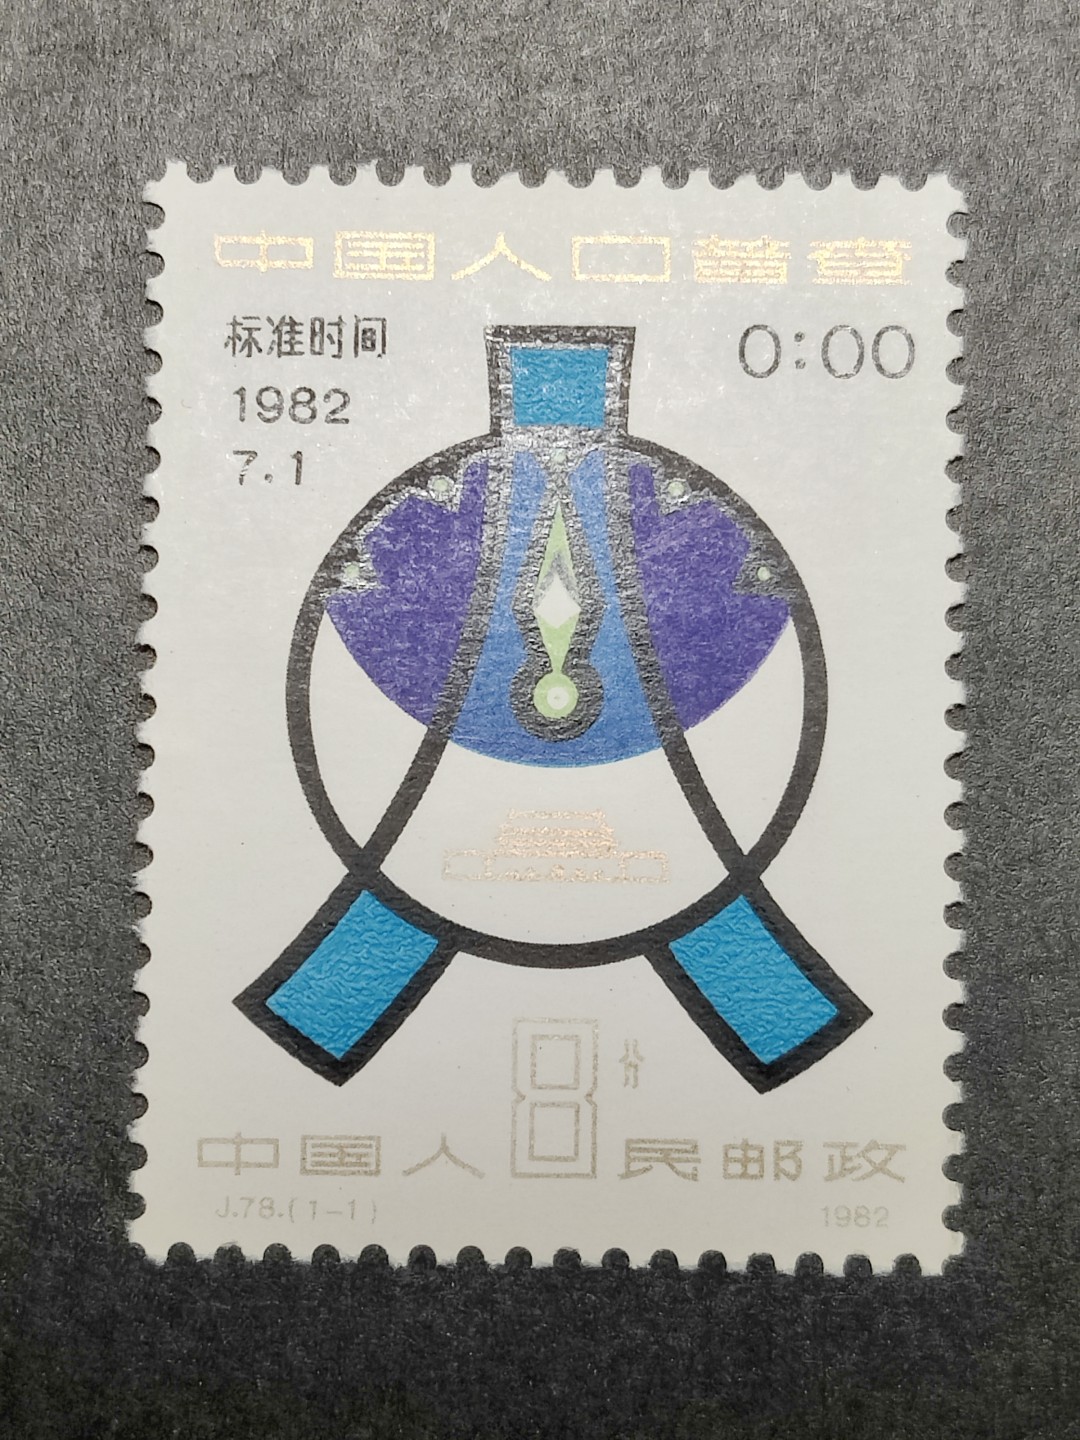 中国人口普查
标准时间
0:00
1982
7.1
8分
中国人民邮政
J.78.(1-1)
1982